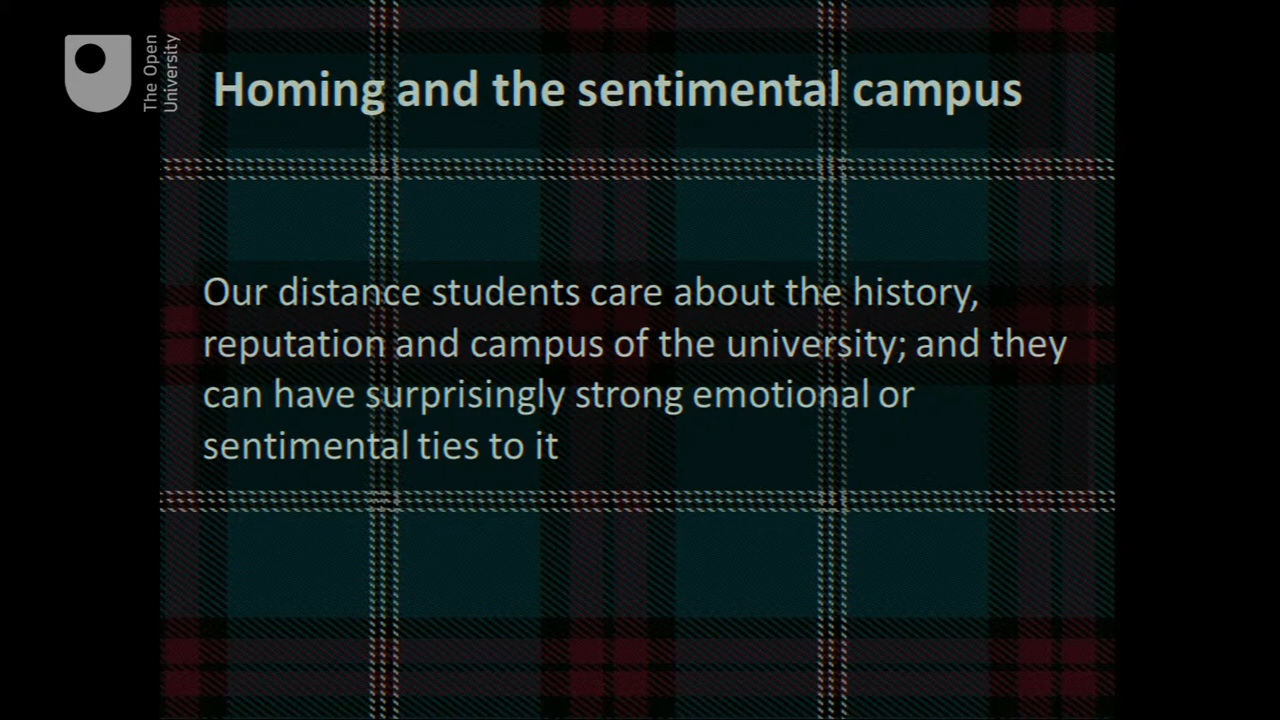 The Open
University
Homing and the sentimental campus
Our distance students care about the history,
reputation and campus of the university; and they
can have surprisingly strong emotional or
sentimental ties to it